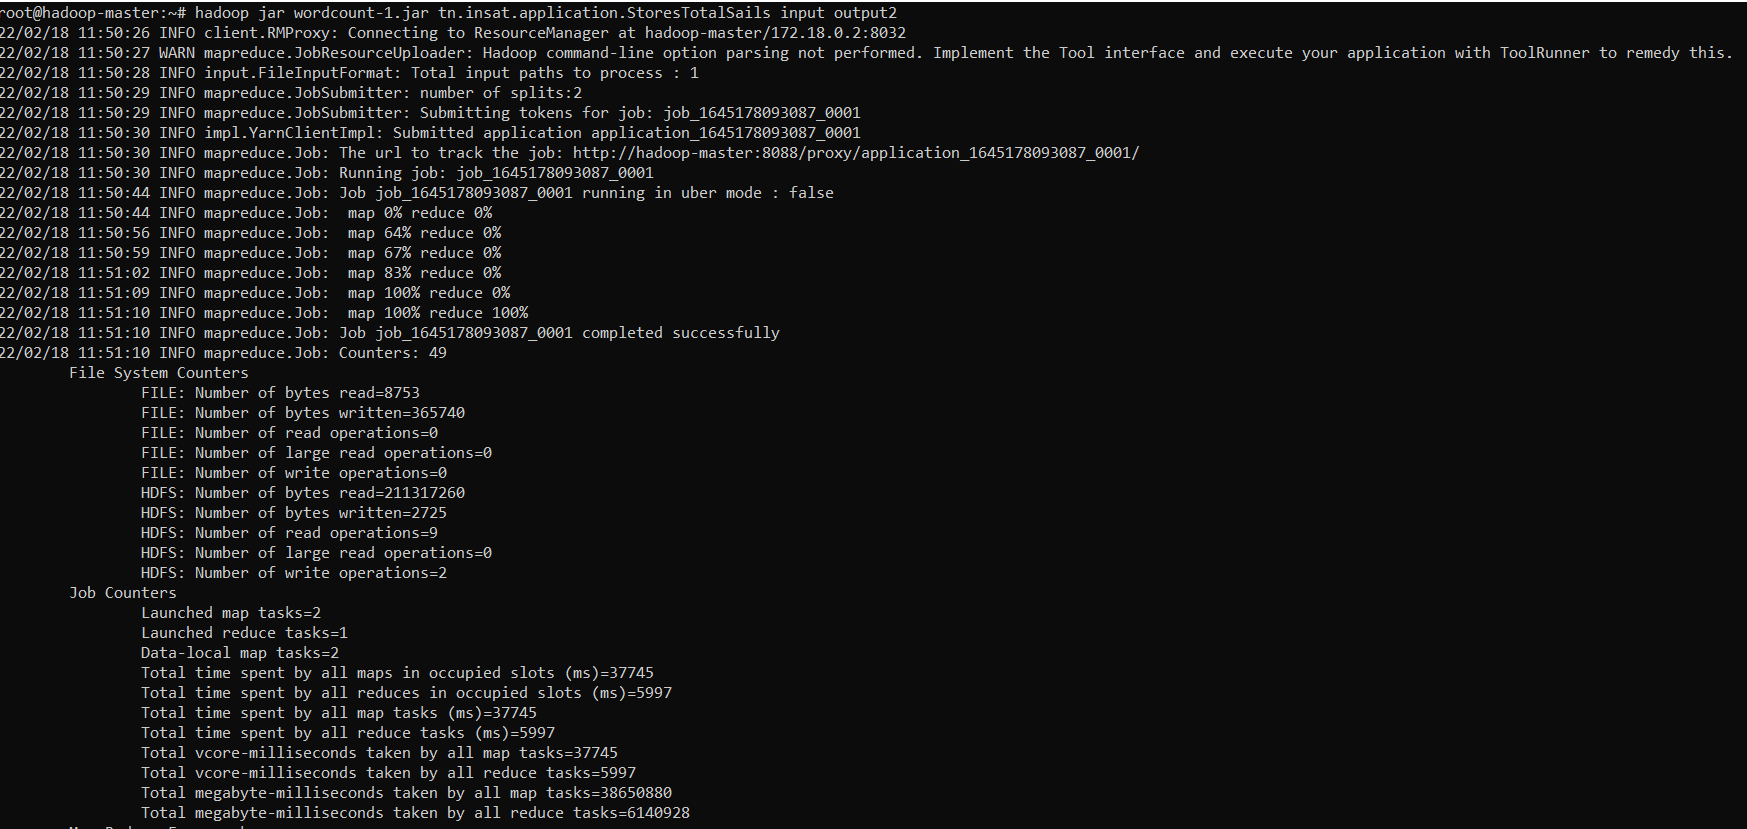 root@hadoop-master:~# hadoop jar wordcount-1.jar tn.insat.application.StoresTotalSails input output2
22/02/18 11:50:26 INFO client.RMProxy: Connecting to ResourceManager at hadoop-master/172.18.0.2:8032
22/02/18 11:50:27 WARN mapreduce.JobResourceUploader: Hadoop command-line option parsing not performed. Implement the Tool interface and execute your application with ToolRunner to remedy this.
22/02/18 11:50:28 INFO input.FileInputFormat: Total input paths to process : 1
22/02/18 11:50:29 INFO mapreduce.JobSubmitter: number of splits:2
22/02/18 11:50:29 INFO mapreduce.JobSubmitter: Submitting tokens for job: job_1645178093087_0001
22/02/18 11:50:30 INFO impl.YarnClientImpl: Submitted application application_1645178093087_0001
22/02/18 11:50:30 INFO mapreduce.Job: The url to track the job: http://hadoop-master:8088/proxy/application_1645178093087_0001/
22/02/18 11:50:30 INFO mapreduce.Job: Running job: job_1645178093087_0001
22/02/18 11:50:44 INFO mapreduce.Job: Job job_1645178093087_0001 running in uber mode : false
22/02/18 11:50:44 INFO mapreduce.Job:  map 0% reduce 0%
22/02/18 11:50:56 INFO mapreduce.Job:  map 64% reduce 0%
22/02/18 11:50:59 INFO mapreduce.Job:  map 67% reduce 0%
22/02/18 11:51:02 INFO mapreduce.Job:  map 83% reduce 0%
22/02/18 11:51:09 INFO mapreduce.Job:  map 100% reduce 0%
22/02/18 11:51:10 INFO mapreduce.Job:  map 100% reduce 100%
22/02/18 11:51:10 INFO mapreduce.Job: Job job_1645178093087_0001 completed successfully
22/02/18 11:51:10 INFO mapreduce.Job: Counters: 49
File System Counters
FILE: Number of bytes read=8753
FILE: Number of bytes written=365740
FILE: Number of read operations=0
FILE: Number of large read operations=0
FILE: Number of write operations=0
HDFS: Number of bytes read=211317260
HDFS: Number of bytes written=2725
HDFS: Number of read operations=9
HDFS: Number of large read operations=0
HDFS: Number of write operations=2
Job Counters
Launched map tasks=2
Launched reduce tasks=1
Data-local map tasks=2
Total time spent by all maps in occupied slots (ms)=37745
Total time spent by all reduces in occupied slots (ms)=5997
Total time spent by all map tasks (ms)=37745
Total time spent by all reduce tasks (ms)=5997
Total vcore-milliseconds taken by all map tasks=37745
Total vcore-milliseconds taken by all reduce tasks=5997
Total megabyte-milliseconds taken by all map tasks=38650880
Total megabyte-milliseconds taken by all reduce tasks=6140928